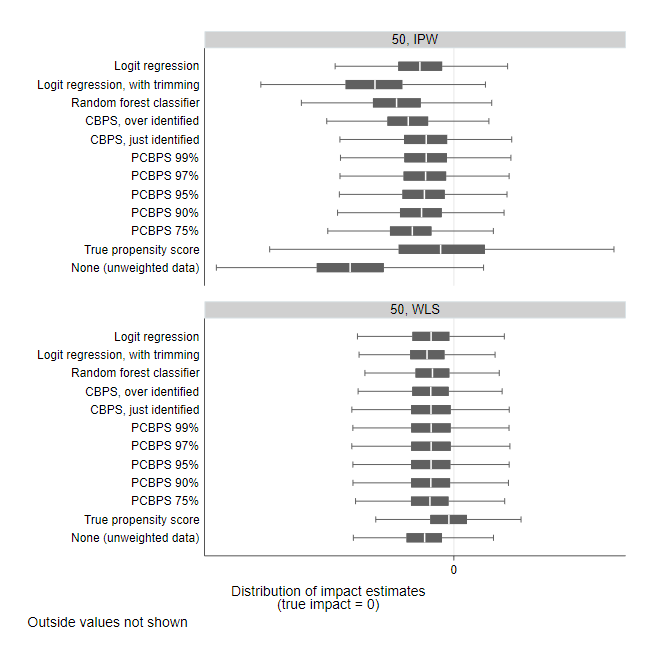 50, IPW
Logit regression
Logit regression, with trimming
Random forest classifier
CBPS, over identified
CBPS, just identified
PCBPS 99%
PCBPS 97%
PCBPS 95%
PCBPS 90%
PCBPS 75%
True propensity score
None (unweighted data)
50, WLS
Logit regression
Logit regression, with trimming
Random forest classifier
CBPS, over identified
CBPS, just identified
PCBPS 99%
PCBPS 97%
PCBPS 95%
PCBPS 90%
PCBPS 75%
True propensity score
None (unweighted data)
0
Distribution of impact estimates
(true impact = 0)
Outside values not shown